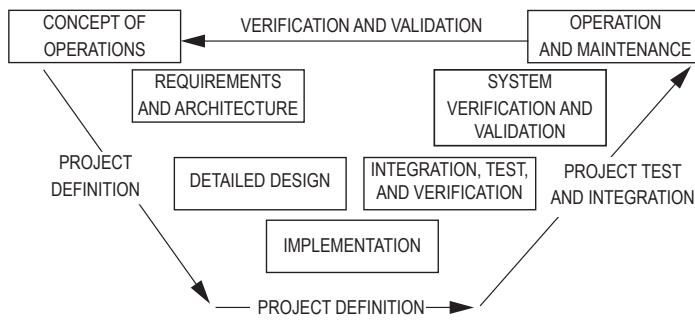 CONCEPT OF
OPERATIONS
VERIFICATION AND VALIDATION
OPERATION
AND MAINTENANCE
REQUIREMENTS
AND ARCHITECTURE
SYSTEM
VERIFICATION AND
VALIDATION
PROJECT
DEFINITION
DETAILED DESIGN
INTEGRATION, TEST,
AND VERIFICATION
PROJECT TEST
AND INTEGRATION
IMPLEMENTATION
PROJECT DEFINITION